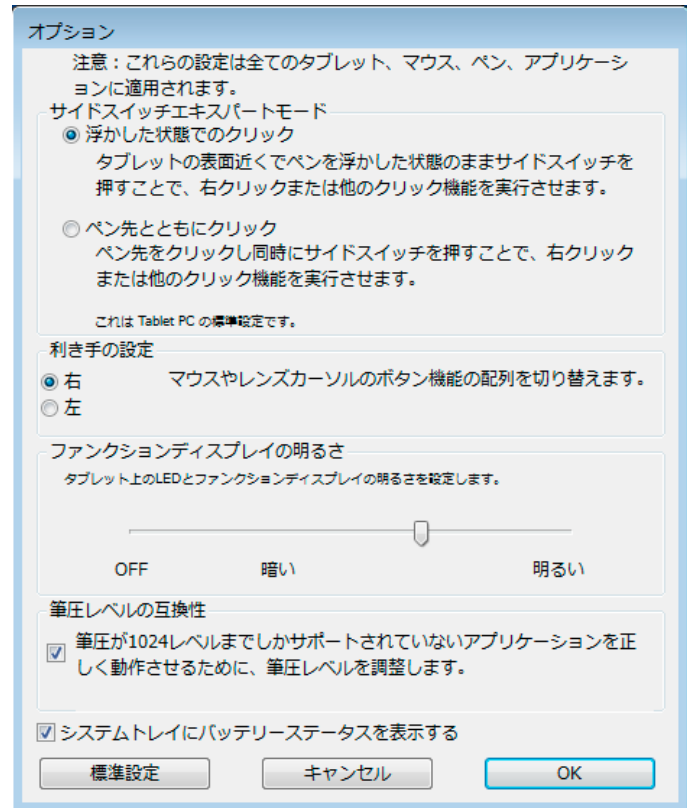 オプション
注意：これらの設定は全てのタブレット、マウス、ペン、アプリケーシ
ョンに適用されます。
サイドスイッチエキスパートモード
浮かした状態でのクリック
タブレットの表面近くでペンを浮かした状態のままサイドスイッチを
押すことで、右クリックまたは他のクリック機能を実行させます。
ペン先とともにクリック
ペン先をクリックし同時にサイドスイッチを押すことで、右クリック
または他のクリック機能を実行させます。
これは Tablet PC の標準設定です。
利き手の設定
右 マウスやレンズカーソルのボタン機能の配列を切り替えます。
左
ファンクションディスプレイの明るさ
タブレット上のLEDとファンクションディスプレイの明るさを設定します。
OFF 暗い 明るい
筆圧レベルの互換性
筆圧が1024レベルまでしかサポートされていないアプリケーションを正
しく動作させるために、筆圧レベルを調整します。
システムトレイにバッテリーステータスを表示する
標準設定 キャンセル OK